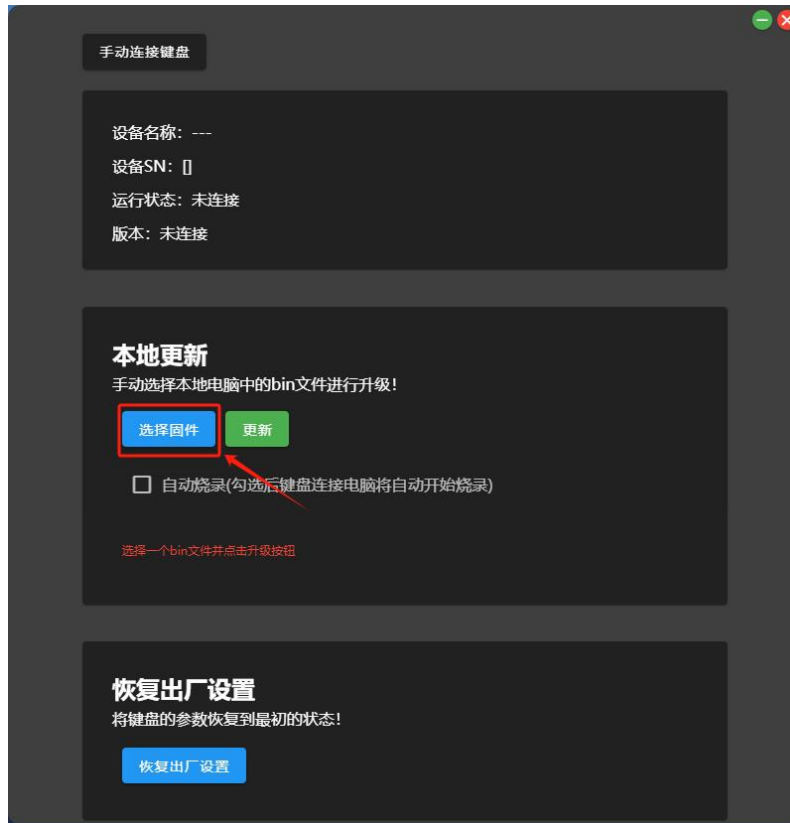 手动连接键盘
设备名称：---
设备SN：[]
运行状态：未连接
版本：未连接
本地更新
手动选择本地电脑中的bin文件进行升级！
选择固件 更新
自动烧录(勾选后键盘连接电脑将自动开始烧录)
选择一个bin文件并点击升级按钮
恢复出厂设置
将键盘的参数恢复到最初的状态！
恢复出厂设置